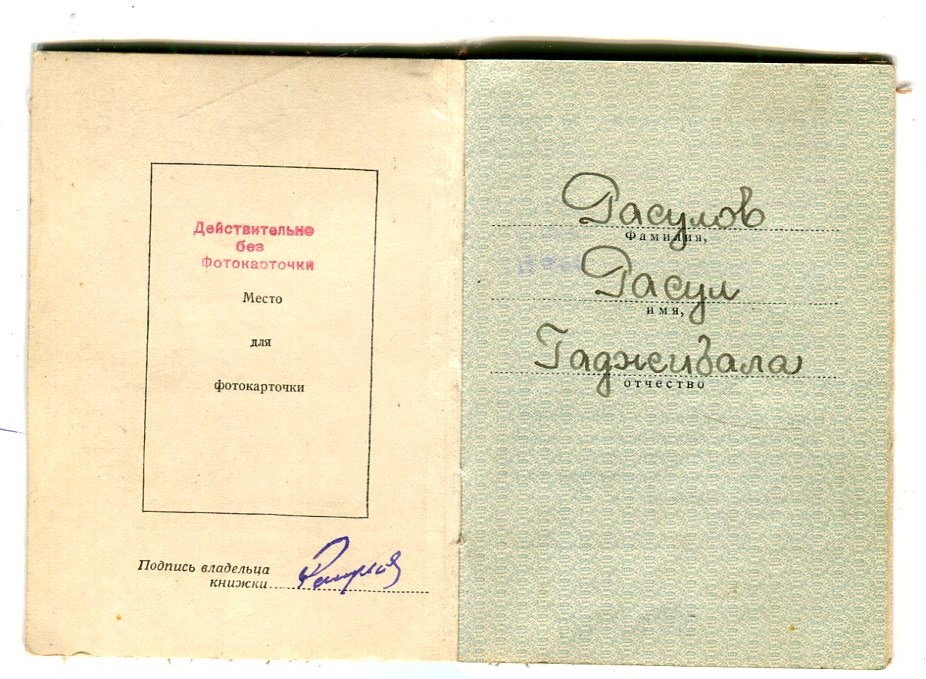 Действительно
без
Фотокарточки
Место
для
фотокарточки
Подпись владельца
книжки
Расулов
Фамилия,
Расул
имя,
Гаджибала
отчество